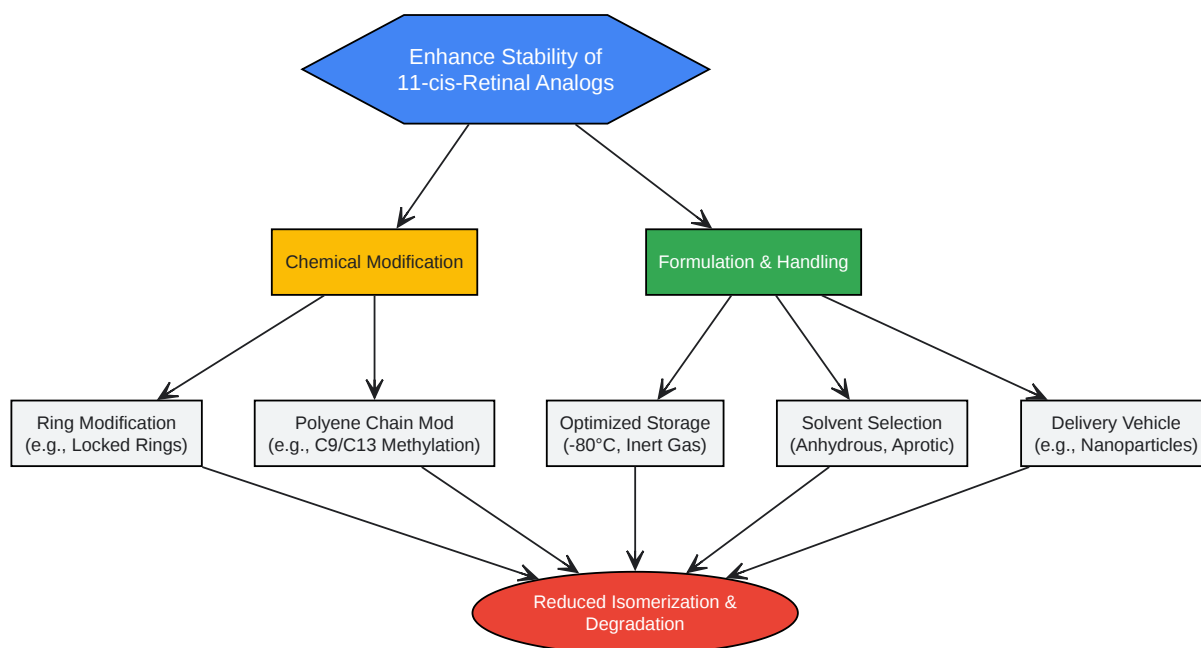 Enhance Stability of
11-cis-Retinal Analogs
Chemical Modification
Formulation & Handling
Ring Modification
(e.g., Locked Rings)
Polyene Chain Mod
(e.g., C9/C13 Methylation)
Optimized Storage
(-80°C, Inert Gas)
Solvent Selection
(Anhydrous, Aprotic)
Delivery Vehicle
(e.g., Nanoparticles)
Reduced Isomerization &
Degradation